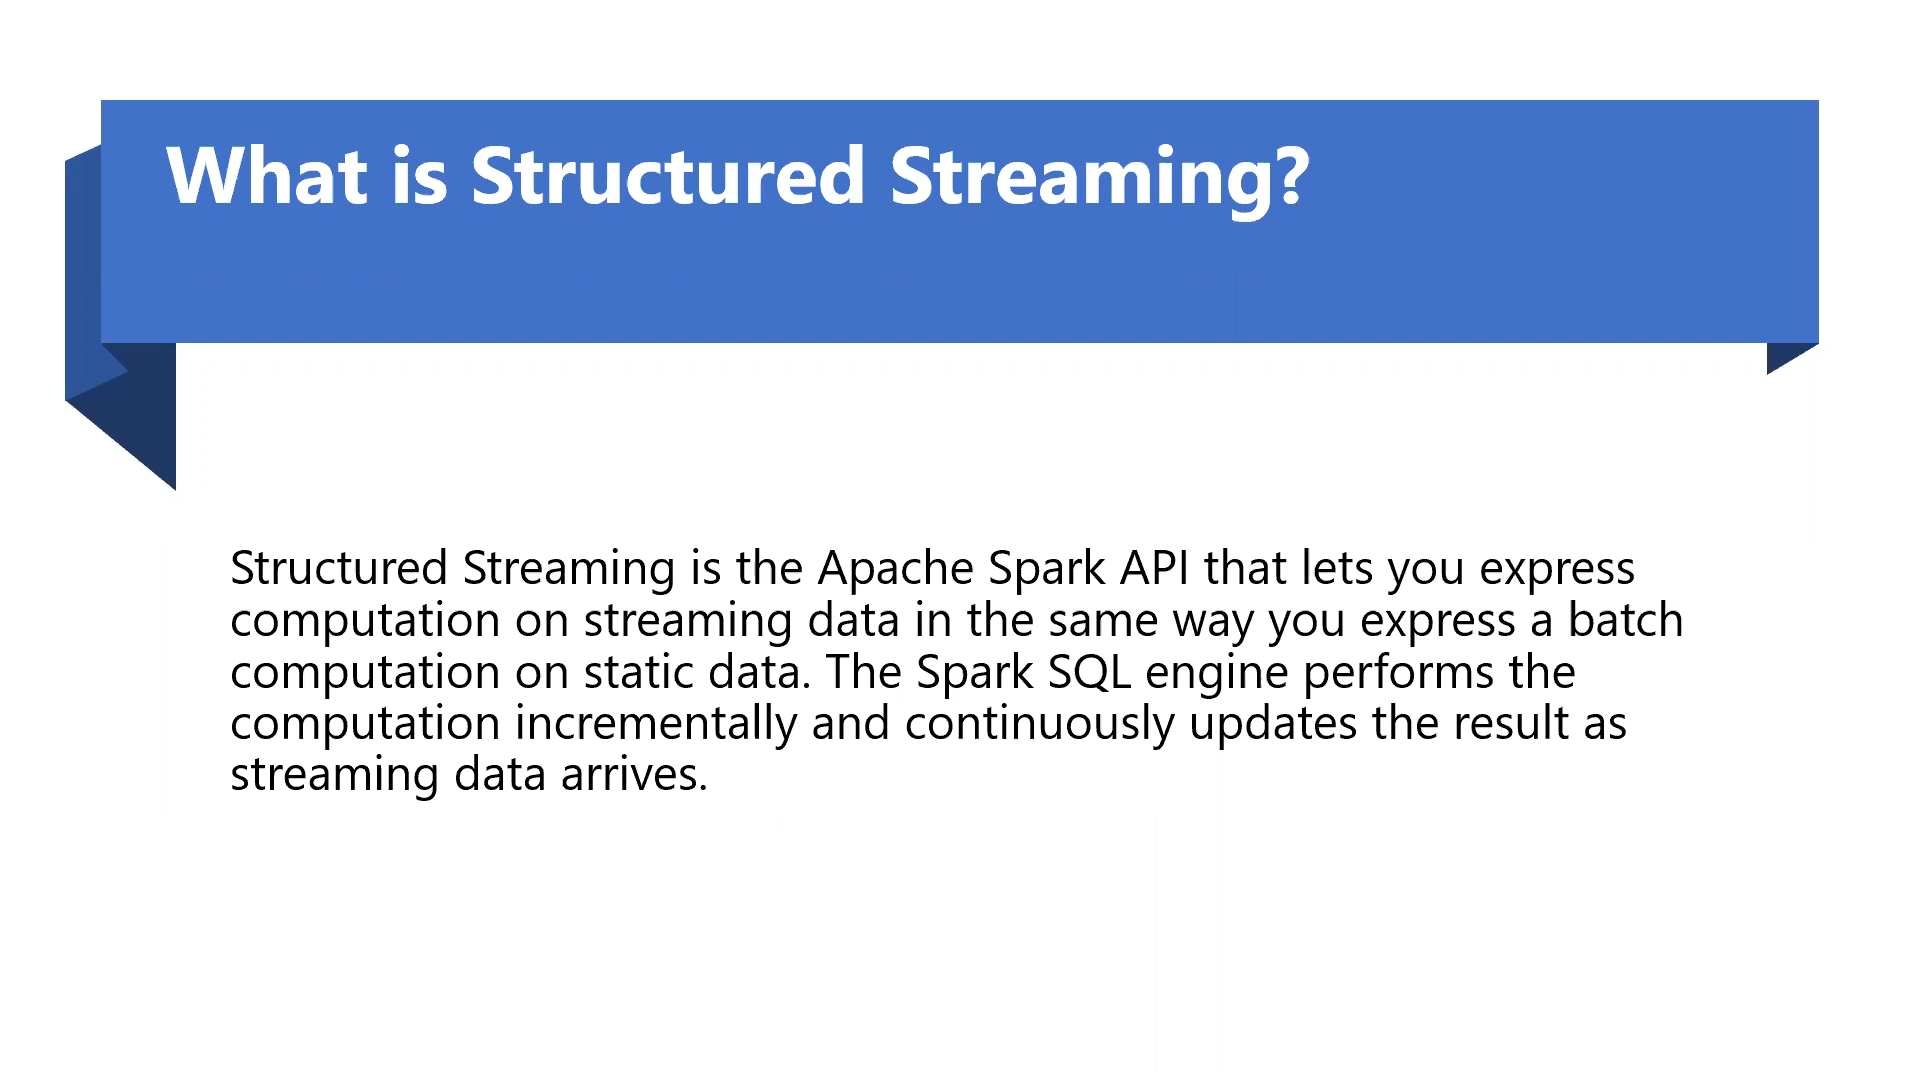 What is Structured Streaming?
Structured Streaming is the Apache Spark API that lets you express
computation on streaming data in the same way you express a batch
computation on static data. The Spark SQL engine performs the
computation incrementally and continuously updates the result as
streaming data arrives.